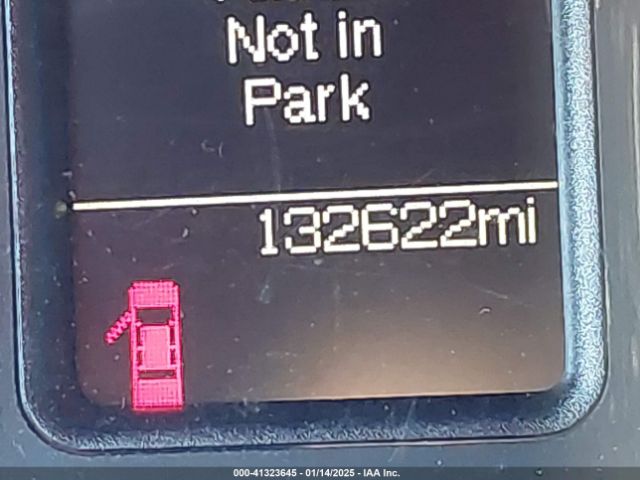 Not in
Park
132622mi
000-41323645 - 01/14/2025 - IAA Inc.